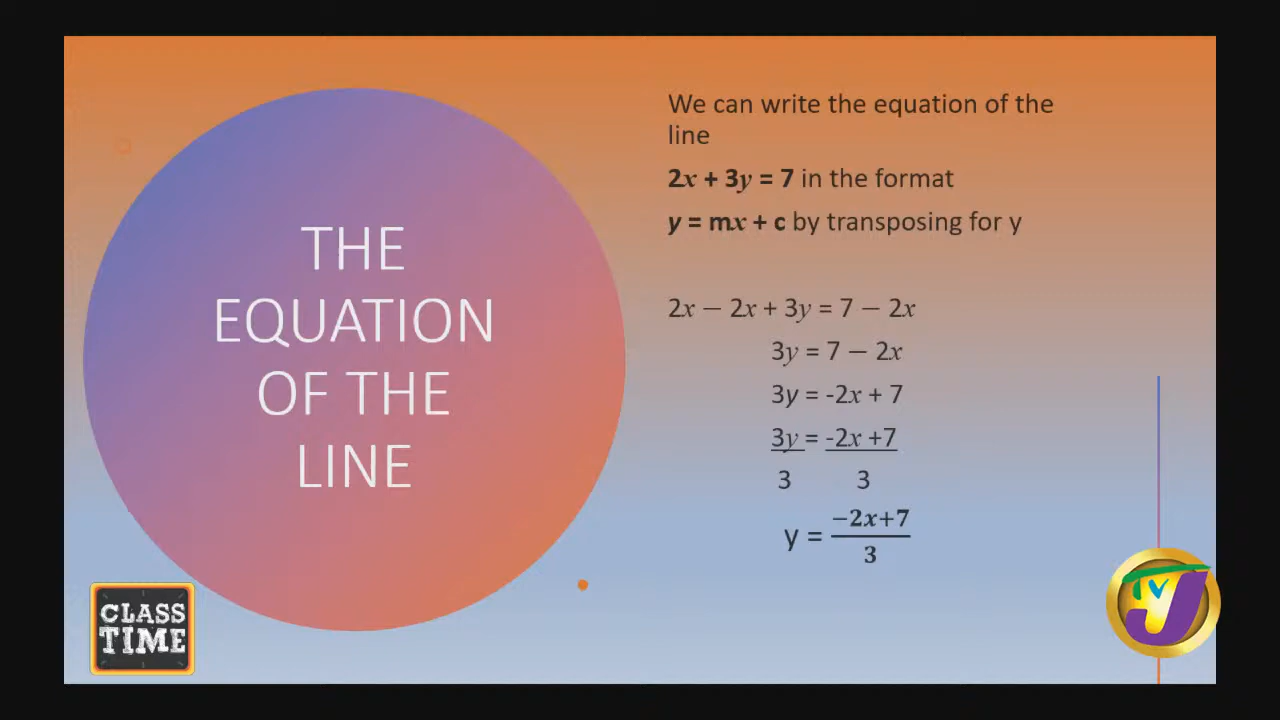 THE
EQUATION
OF THE
LINE
We can write the equation of the
line
2x + 3y = 7 in the format
y = mx + c by transposing for y
2x − 2x + 3y = 7 − 2x
3y = 7 − 2x
3y = -2x + 7
3y = -2x +7
3 3
y = −2x+7
3
CLASS
TIME
TVJ